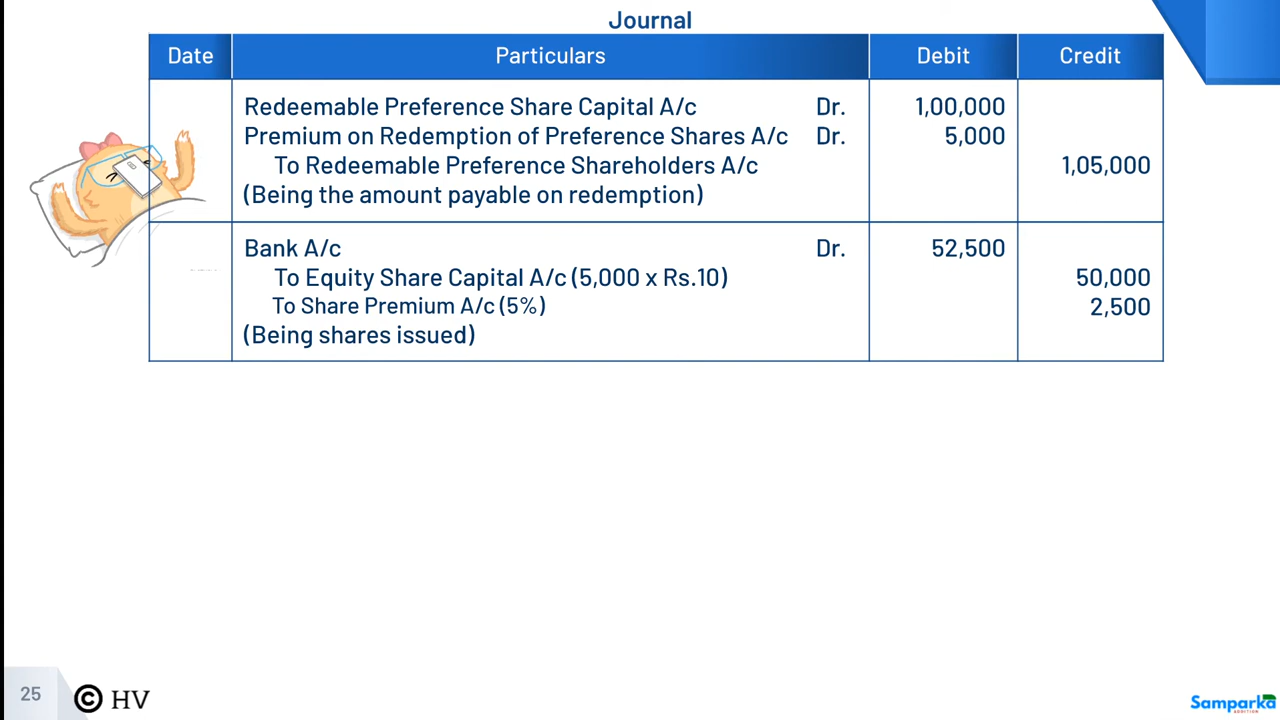 Journal
Date Particulars Debit Credit
Redeemable Preference Share Capital A/c Dr. 1,00,000
Premium on Redemption of Preference Shares A/c Dr. 5,000
To Redeemable Preference Shareholders A/c 1,05,000
(Being the amount payable on redemption)
Bank A/c Dr. 52,500
To Equity Share Capital A/c (5,000 x Rs.10) 50,000
To Share Premium A/c (5%) 2,500
(Being shares issued)
25 © HV
Samparka